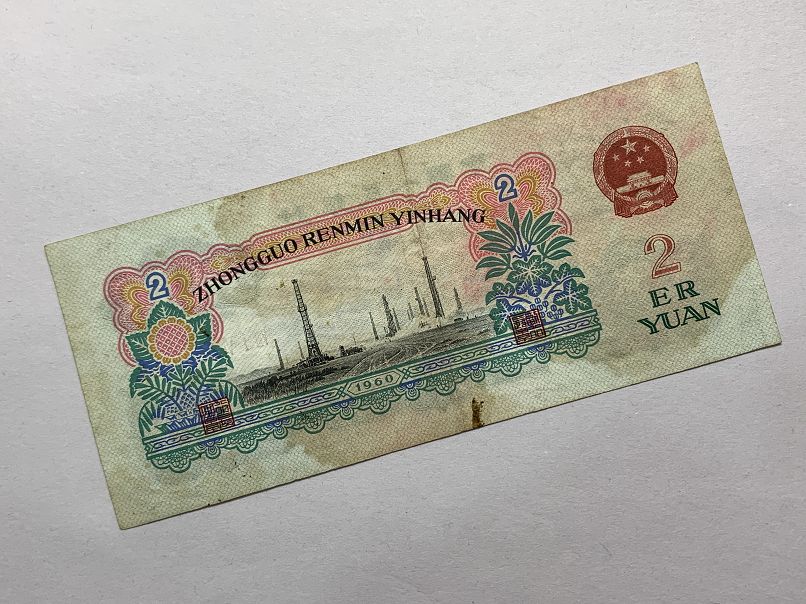 2
ZHONGGUO RENMIN YINHANG
2
1960
2
ER
YUAN